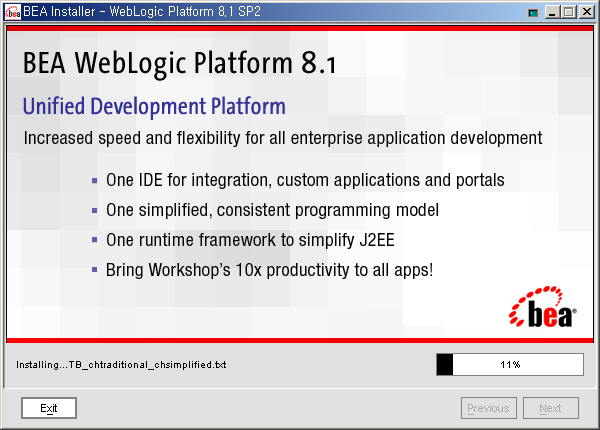 bea BEA Installer - WebLogic Platform 8.1 SP2
BEA WebLogic Platform 8.1
Unified Development Platform
Increased speed and flexibility for all enterprise application development
One IDE for integration, custom applications and portals
One simplified, consistent programming model
One runtime framework to simplify J2EE
Bring Workshop's 10x productivity to all apps!
bea®
Installing...TB_chtraditional_chsimplified.txt 11%
Exit Previous Next